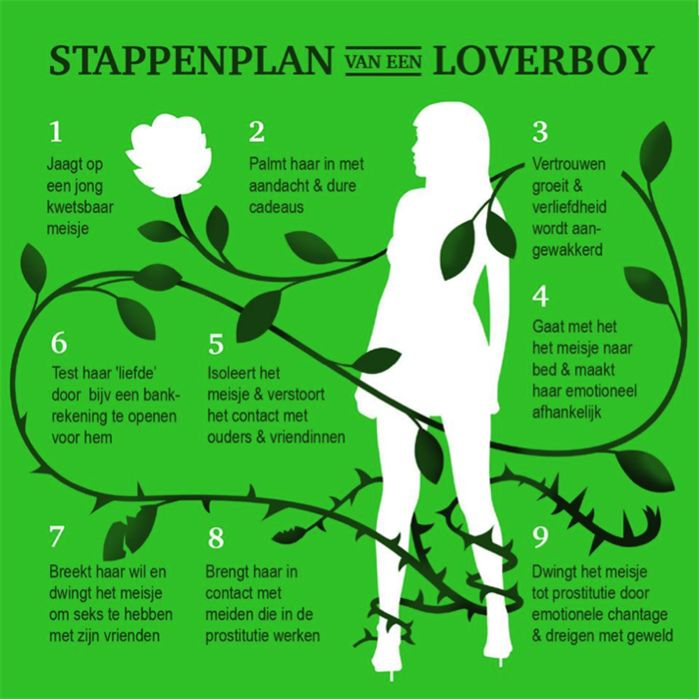 STAPPENPLAN VAN EEN LOVERBOY
1
Jaagt op
een jong
kwetsbaar
meisje
2
Palmt haar in met
aandacht & dure
cadeaus
3
Vertrouwen
groeit &
verliefdheid
wordt aan-
gewakkerd
4
Gaat met het
het meisje naar
bed & maakt
haar emotioneel
afhankelijk
5
Isoleert het
meisje & verstoort
het contact met
ouders & vriendinnen
6
Test haar 'liefde'
door bijv een bank-
rekening te openen
voor hem
7
Breekt haar wil en
dwingt het meisje
om seks te hebben
met zijn vrienden
8
Brengt haar in
contact met
meiden die in de
prostitutie werken
9
Dwingt het meisje
tot prostitutie door
emotionele chantage
& dreigen met geweld